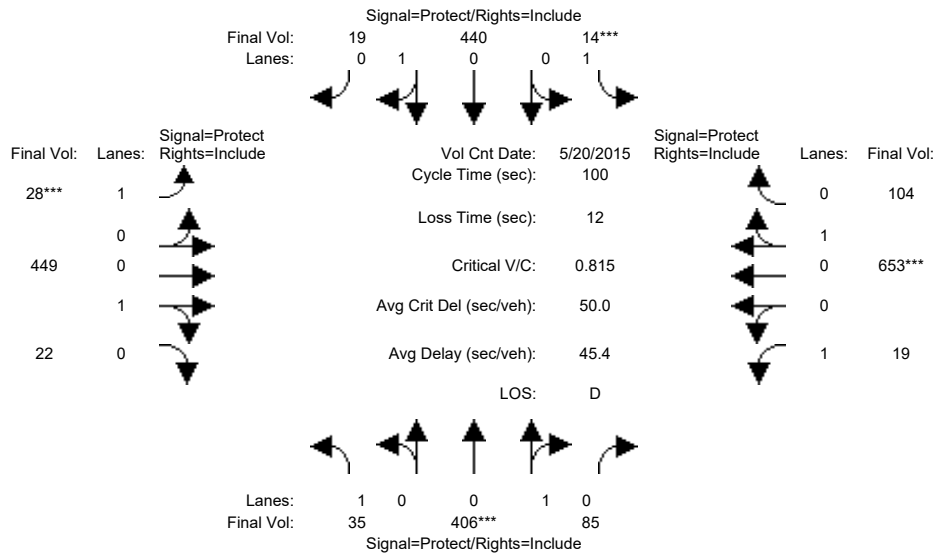 Signal=Protect/Rights=Include
Final Vol: 19 440 14***
Lanes: 0 1 0 0 1
Signal=Protect
Final Vol: Lanes: Rights=Include
Vol Cnt Date: 5/20/2015
Signal=Protect
Rights=Include Lanes: Final Vol:
Cycle Time (sec): 100
28*** 1
0 104
Loss Time (sec): 12
0
1
449 0
Critical V/C: 0.815
0 653***
1
Avg Crit Del (sec/veh): 50.0
0
22 0
Avg Delay (sec/veh): 45.4
1 19
LOS: D
Lanes: 1 0 0 1 0
Final Vol: 35 406*** 85
Signal=Protect/Rights=Include